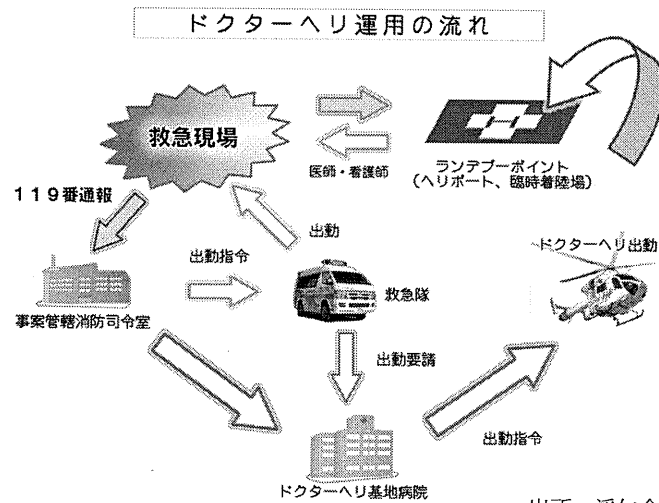 ドクターヘリ運用の流れ
救急現場
医師・看護師
ランデブーポイント
（ヘリポート、臨時着陸場）
119番通報
出動
ドクターヘリ出動
出動指令
救急隊
事案管轄消防司令室
出動要請
出動指令
ドクターヘリ基地病院